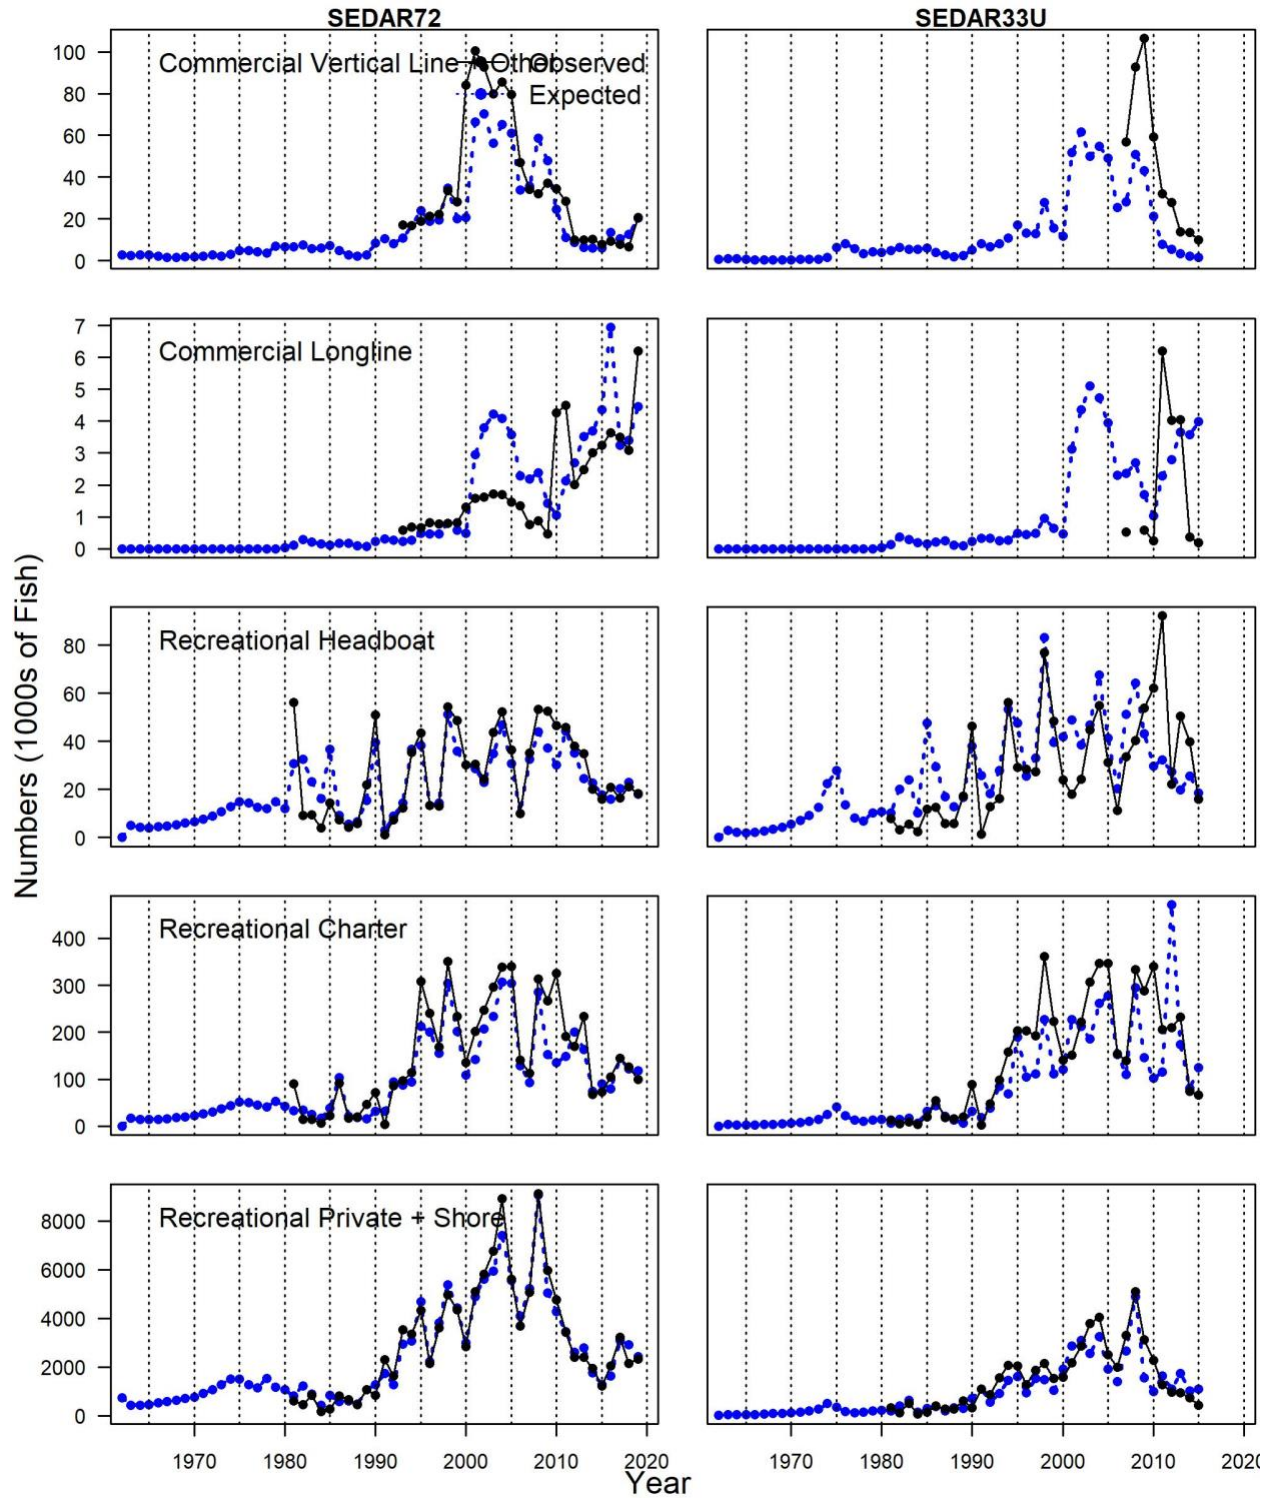 SEDAR72
SEDAR33U
Commercial Vertical Line + Other
Observed
Expected
100
80
60
40
20
0
Commercial Longline
7
6
5
4
3
2
1
0
Recreational Headboat
80
60
40
20
0
Recreational Charter
400
300
200
100
0
Recreational Private + Shore
8000
6000
4000
2000
0
Numbers (1000s of Fish)
1970 1980 1990 2000 2010 2020
1970 1980 1990 2000 2010 2020
Year